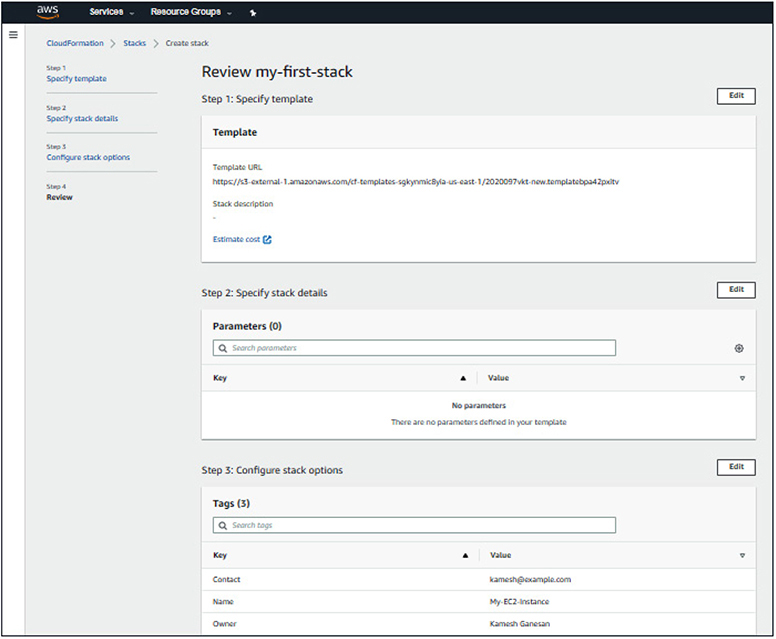 aws Services Resource Groups
CloudFormation Stacks Create stack
Step 1
Specify template
Step 2
Specify stack details
Step 3
Configure stack options
Step 4
Review
Review my-first-stack
Step 1: Specify template Edit
Template
Template URL
https://s3-external-1.amazonaws.com/cf-templates-sgkynmic8yia-us-east-1/2020097vkt-new.templatebpa42pxltv
Stack description
-
Estimate cost
Step 2: Specify stack details Edit
Parameters (0)
Search parameters
Key Value
No parameters
There are no parameters defined in your template
Step 3: Configure stack options Edit
Tags (3)
Search tags
Key Value
Contact kamesh@example.com
Name My-EC2-Instance
Owner Kamesh Ganesan